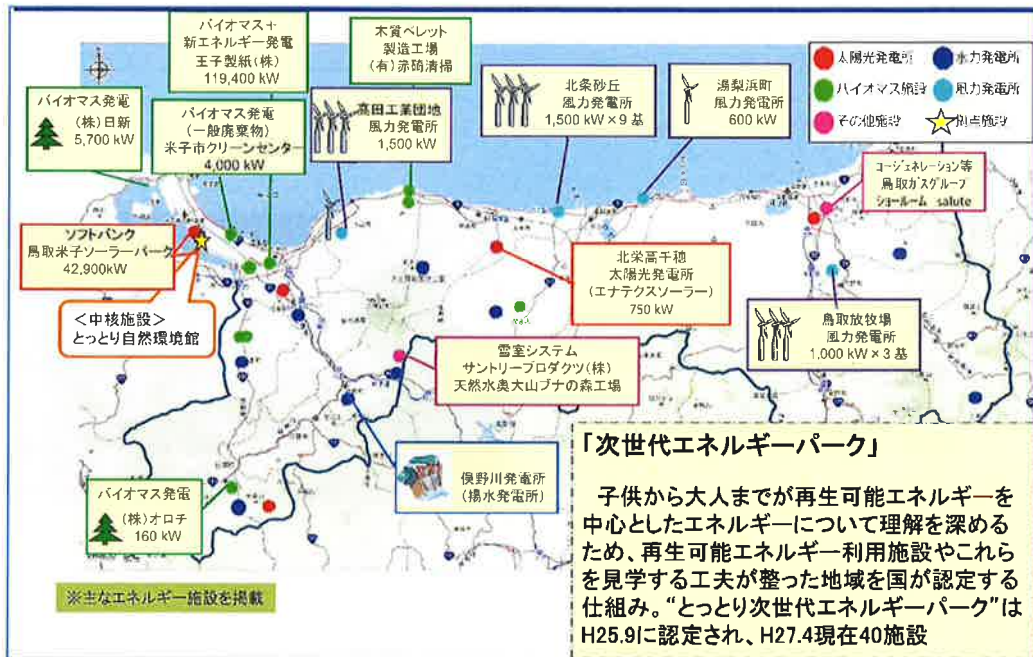 バイオマス発電
(株)日新
5,700 kW
バイオマス＋
新エネルギー発電
王子製紙(株)
119,400 kW
バイオマス発電
(一般廃棄物)
米子市クリーンセンター
4,000 kW
木質ペレット
製造工場
(有)赤碕清掃
高田工業団地
風力発電所
1,500 kW
北条砂丘
風力発電所
1,500 kW×9基
湯梨浜町
風力発電所
600 kW
太陽光発電所
水力発電所
バイオマス施設
風力発電所
その他施設
拠点施設
コージェネレーション等
鳥取ガスグループ
ショールーム salute
ソフトバンク
鳥取米子ソーラーパーク
42,900kW
＜中核施設＞
とっとり自然環境館
北栄高千穂
太陽光発電所
(エナテクスソーラー)
750 kW
鳥取放牧場
風力発電所
1,000 kW×3基
雪室システム
サントリープロダクツ(株)
天然水奥大山ブナの森工場
俣野川発電所
(揚水発電所)
バイオマス発電
(株)オロチ
160 kW
※主なエネルギー施設を掲載
「次世代エネルギーパーク」
子供から大人までが再生可能エネルギーを
中心としたエネルギーについて理解を深める
ため、再生可能エネルギー利用施設やこれら
を見学する工夫が整った地域を国が認定する
仕組み。“とっとり次世代エネルギーパーク”は
H25.9に認定され、H27.4現在40施設